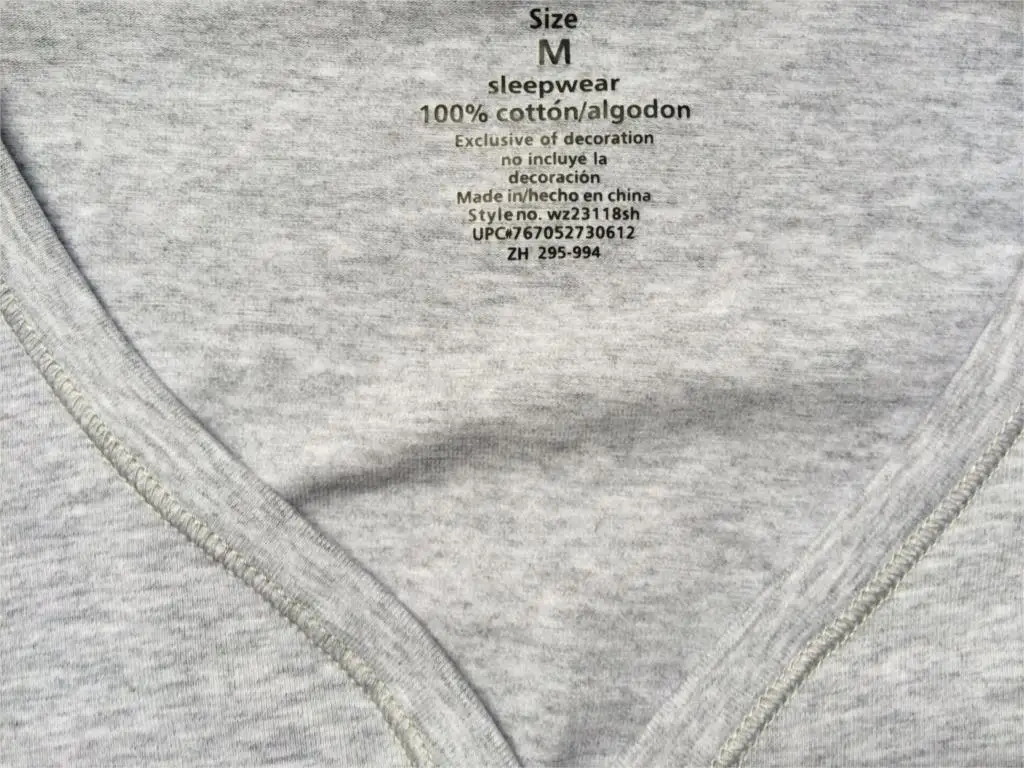 Size
M
sleepwear
100% cottón/algodon
Exclusive of decoration
no incluye la
decoración
Made in/hecho en china
Style no. wz23118sh
UPC#767052730612
ZH 295-994